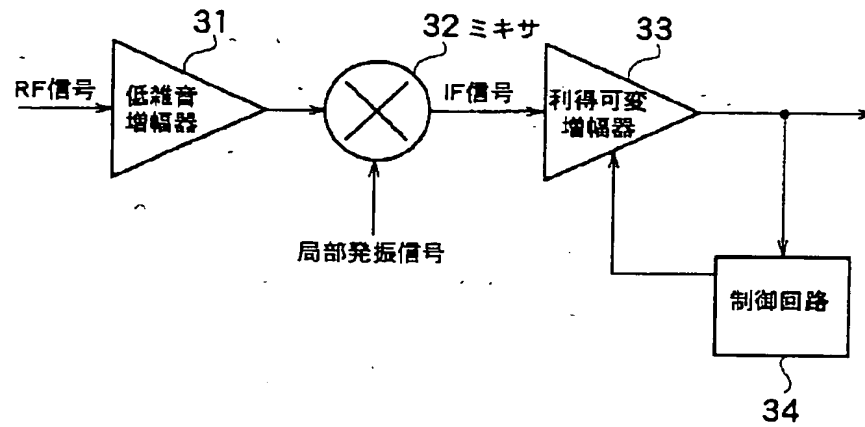 31
32 ミキサ
33
RF信号
低雑音
増幅器
IF信号
利得可変
増幅器
局部発振信号
制御回路
34